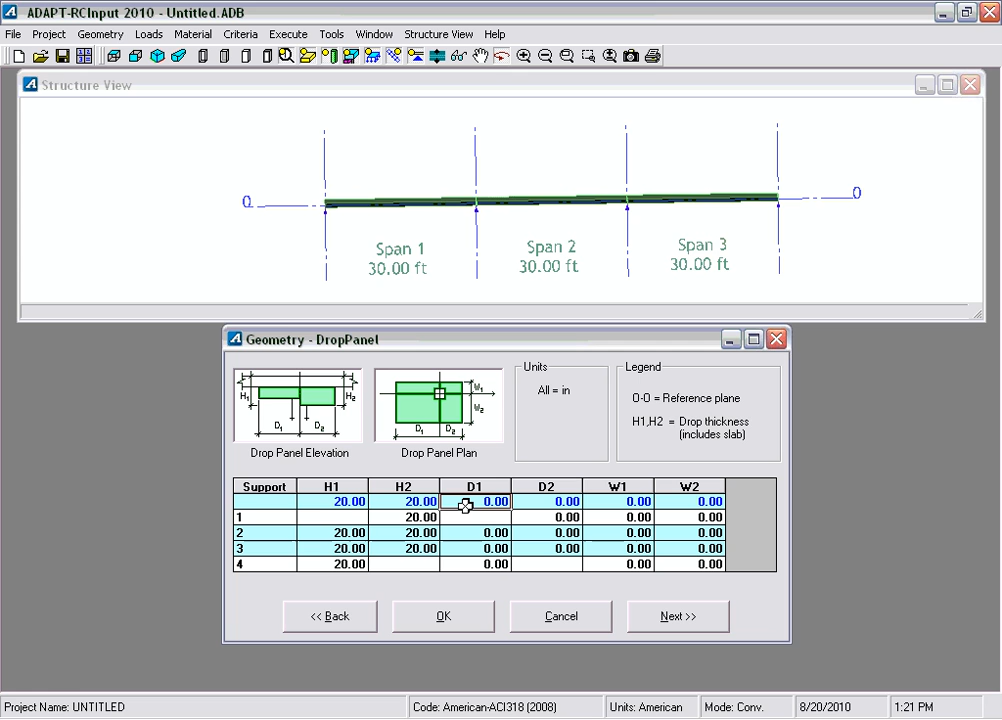 ADAPT-RCInput 2010 - Untitled.ADB
File Project Geometry Loads Material Criteria Execute Tools Window Structure View Help
Structure View
0 0
Span 1 Span 2 Span 3
30.00 ft 30.00 ft 30.00 ft
Geometry - DropPanel
H1 H2
D1 D2
Drop Panel Elevation
W1
W2
D1 D2
Drop Panel Plan
Units
All = in
Legend
O-O = Reference plane
H1,H2 = Drop thickness
(includes slab)
Support H1 H2 D1 D2 W1 W2
20.00 20.00 0.00 0.00 0.00 0.00
1 20.00 0.00 0.00 0.00
2 20.00 20.00 0.00 0.00 0.00 0.00
3 20.00 20.00 0.00 0.00 0.00 0.00
4 20.00 0.00 0.00 0.00
<< Back OK Cancel Next >>
Project Name: UNTITLED Code: American-ACI318 (2008) Units: American Mode: Conv. 8/20/2010 1:21 PM